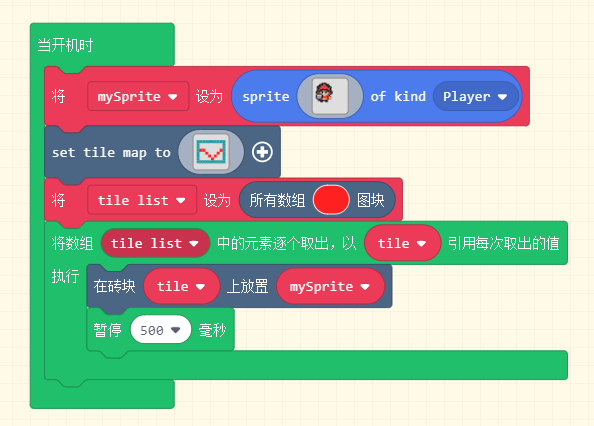 当开机时
将 mySprite 设为 sprite of kind Player
set tile map to
将 tile list 设为 所有数组 图块
将数组 tile list 中的元素逐个取出，以 tile 引用每次取出的值
执行
在砖块 tile 上放置 mySprite
暂停 500 毫秒